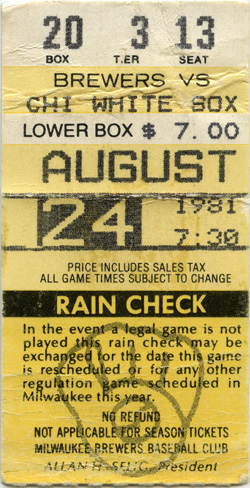 20 3 13
BOX T.ER SEAT
BREWERS VS
CHI WHITE SOX
LOWER BOX $ 7.00
AUGUST
24 1981
7:30
PRICE INCLUDES SALES TAX
ALL GAME TIMES SUBJECT TO CHANGE
RAIN CHECK
In the event a legal game is not
played this rain check may be
exchanged for the date this game
is rescheduled or for any other
regulation game scheduled in
Milwaukee this year.
NO REFUND
NOT APPLICABLE FOR SEASON TICKETS
MILWAUKEE BREWERS BASEBALL CLUB
ALLAN H. SELIG, President